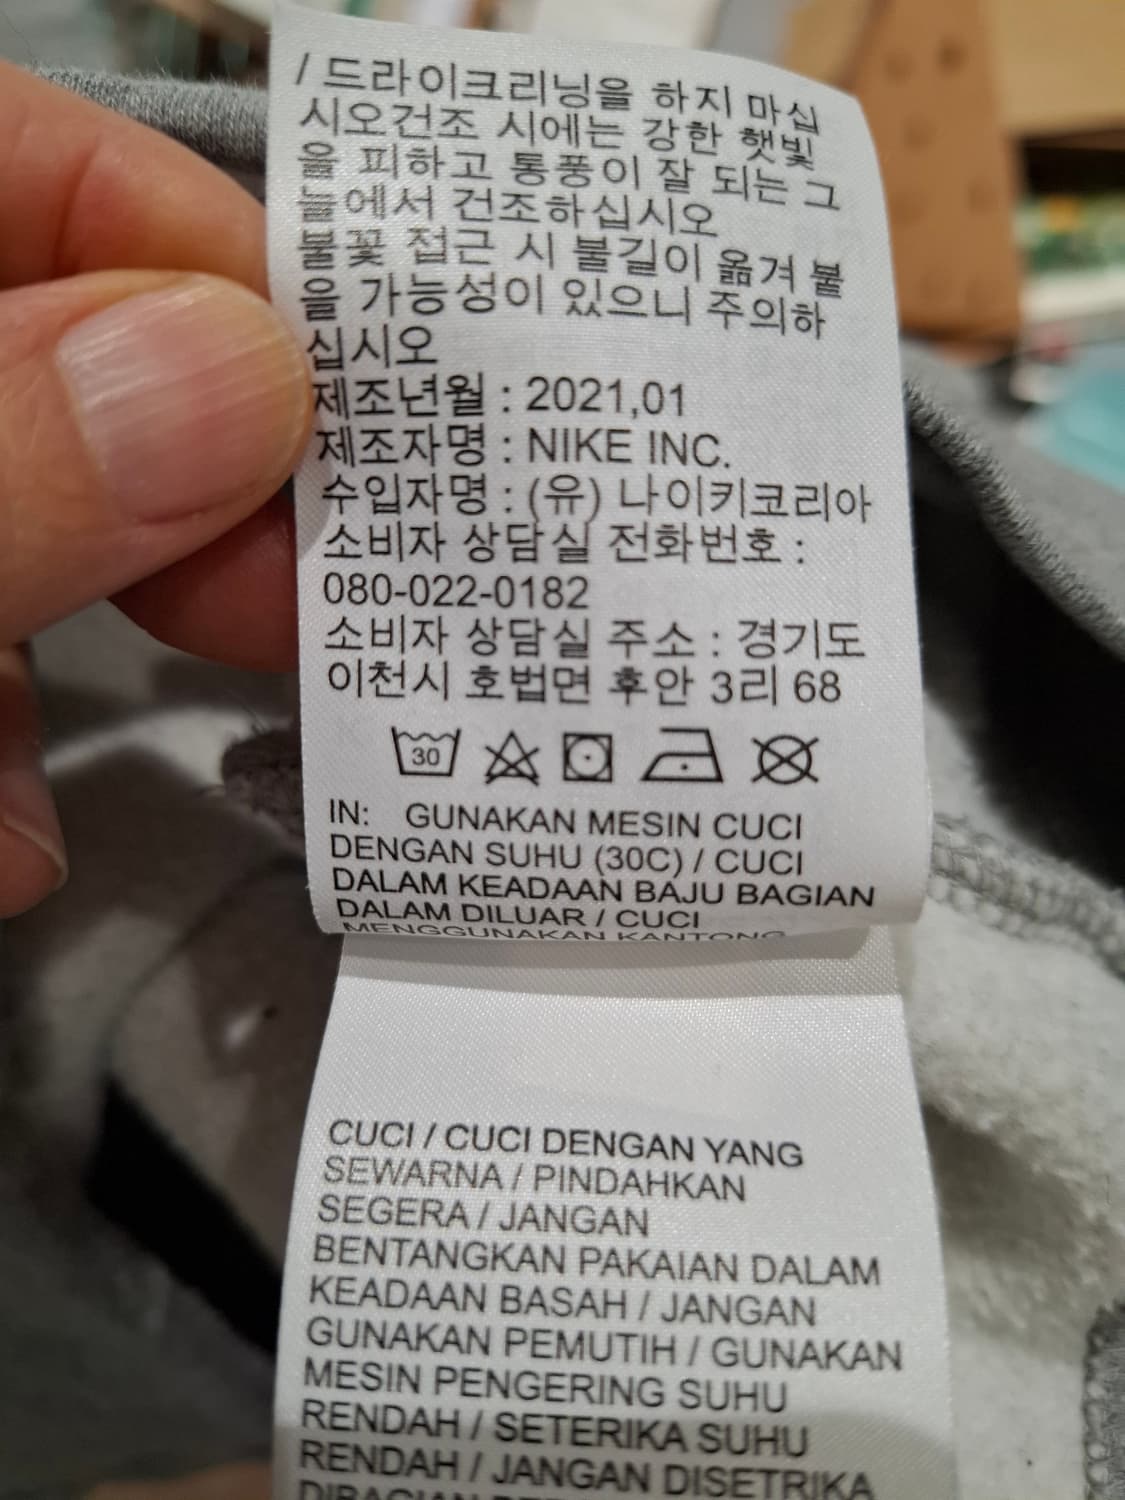 / 드라이크리닝을 하지 마십
시오건조 시에는 강한 햇빛
을 피하고 통풍이 잘 되는 그
늘에서 건조하십시오
불꽃 접근 시 불길이 옮겨 붙
을 가능성이 있으니 주의하
십시오
제조년월 : 2021,01
제조자명 : NIKE INC.
수입자명 : (유) 나이키코리아
소비자 상담실 전화번호 :
080-022-0182
소비자 상담실 주소 : 경기도
이천시 호법면 후안 3리 68
30
IN: GUNAKAN MESIN CUCI
DENGAN SUHU (30C) / CUCI
DALAM KEADAAN BAJU BAGIAN
DALAM DILUAR / CUCI
MENGGUNAKAN KANTONG
CUCI / CUCI DENGAN YANG
SEWARNA / PINDAHKAN
SEGERA / JANGAN
BENTANGKAN PAKAIAN DALAM
KEADAAN BASAH / JANGAN
GUNAKAN PEMUTIH / GUNAKAN
MESIN PENGERING SUHU
RENDAH / SETERIKA SUHU
RENDAH / JANGAN DISETRIKA
DIBAGIAN